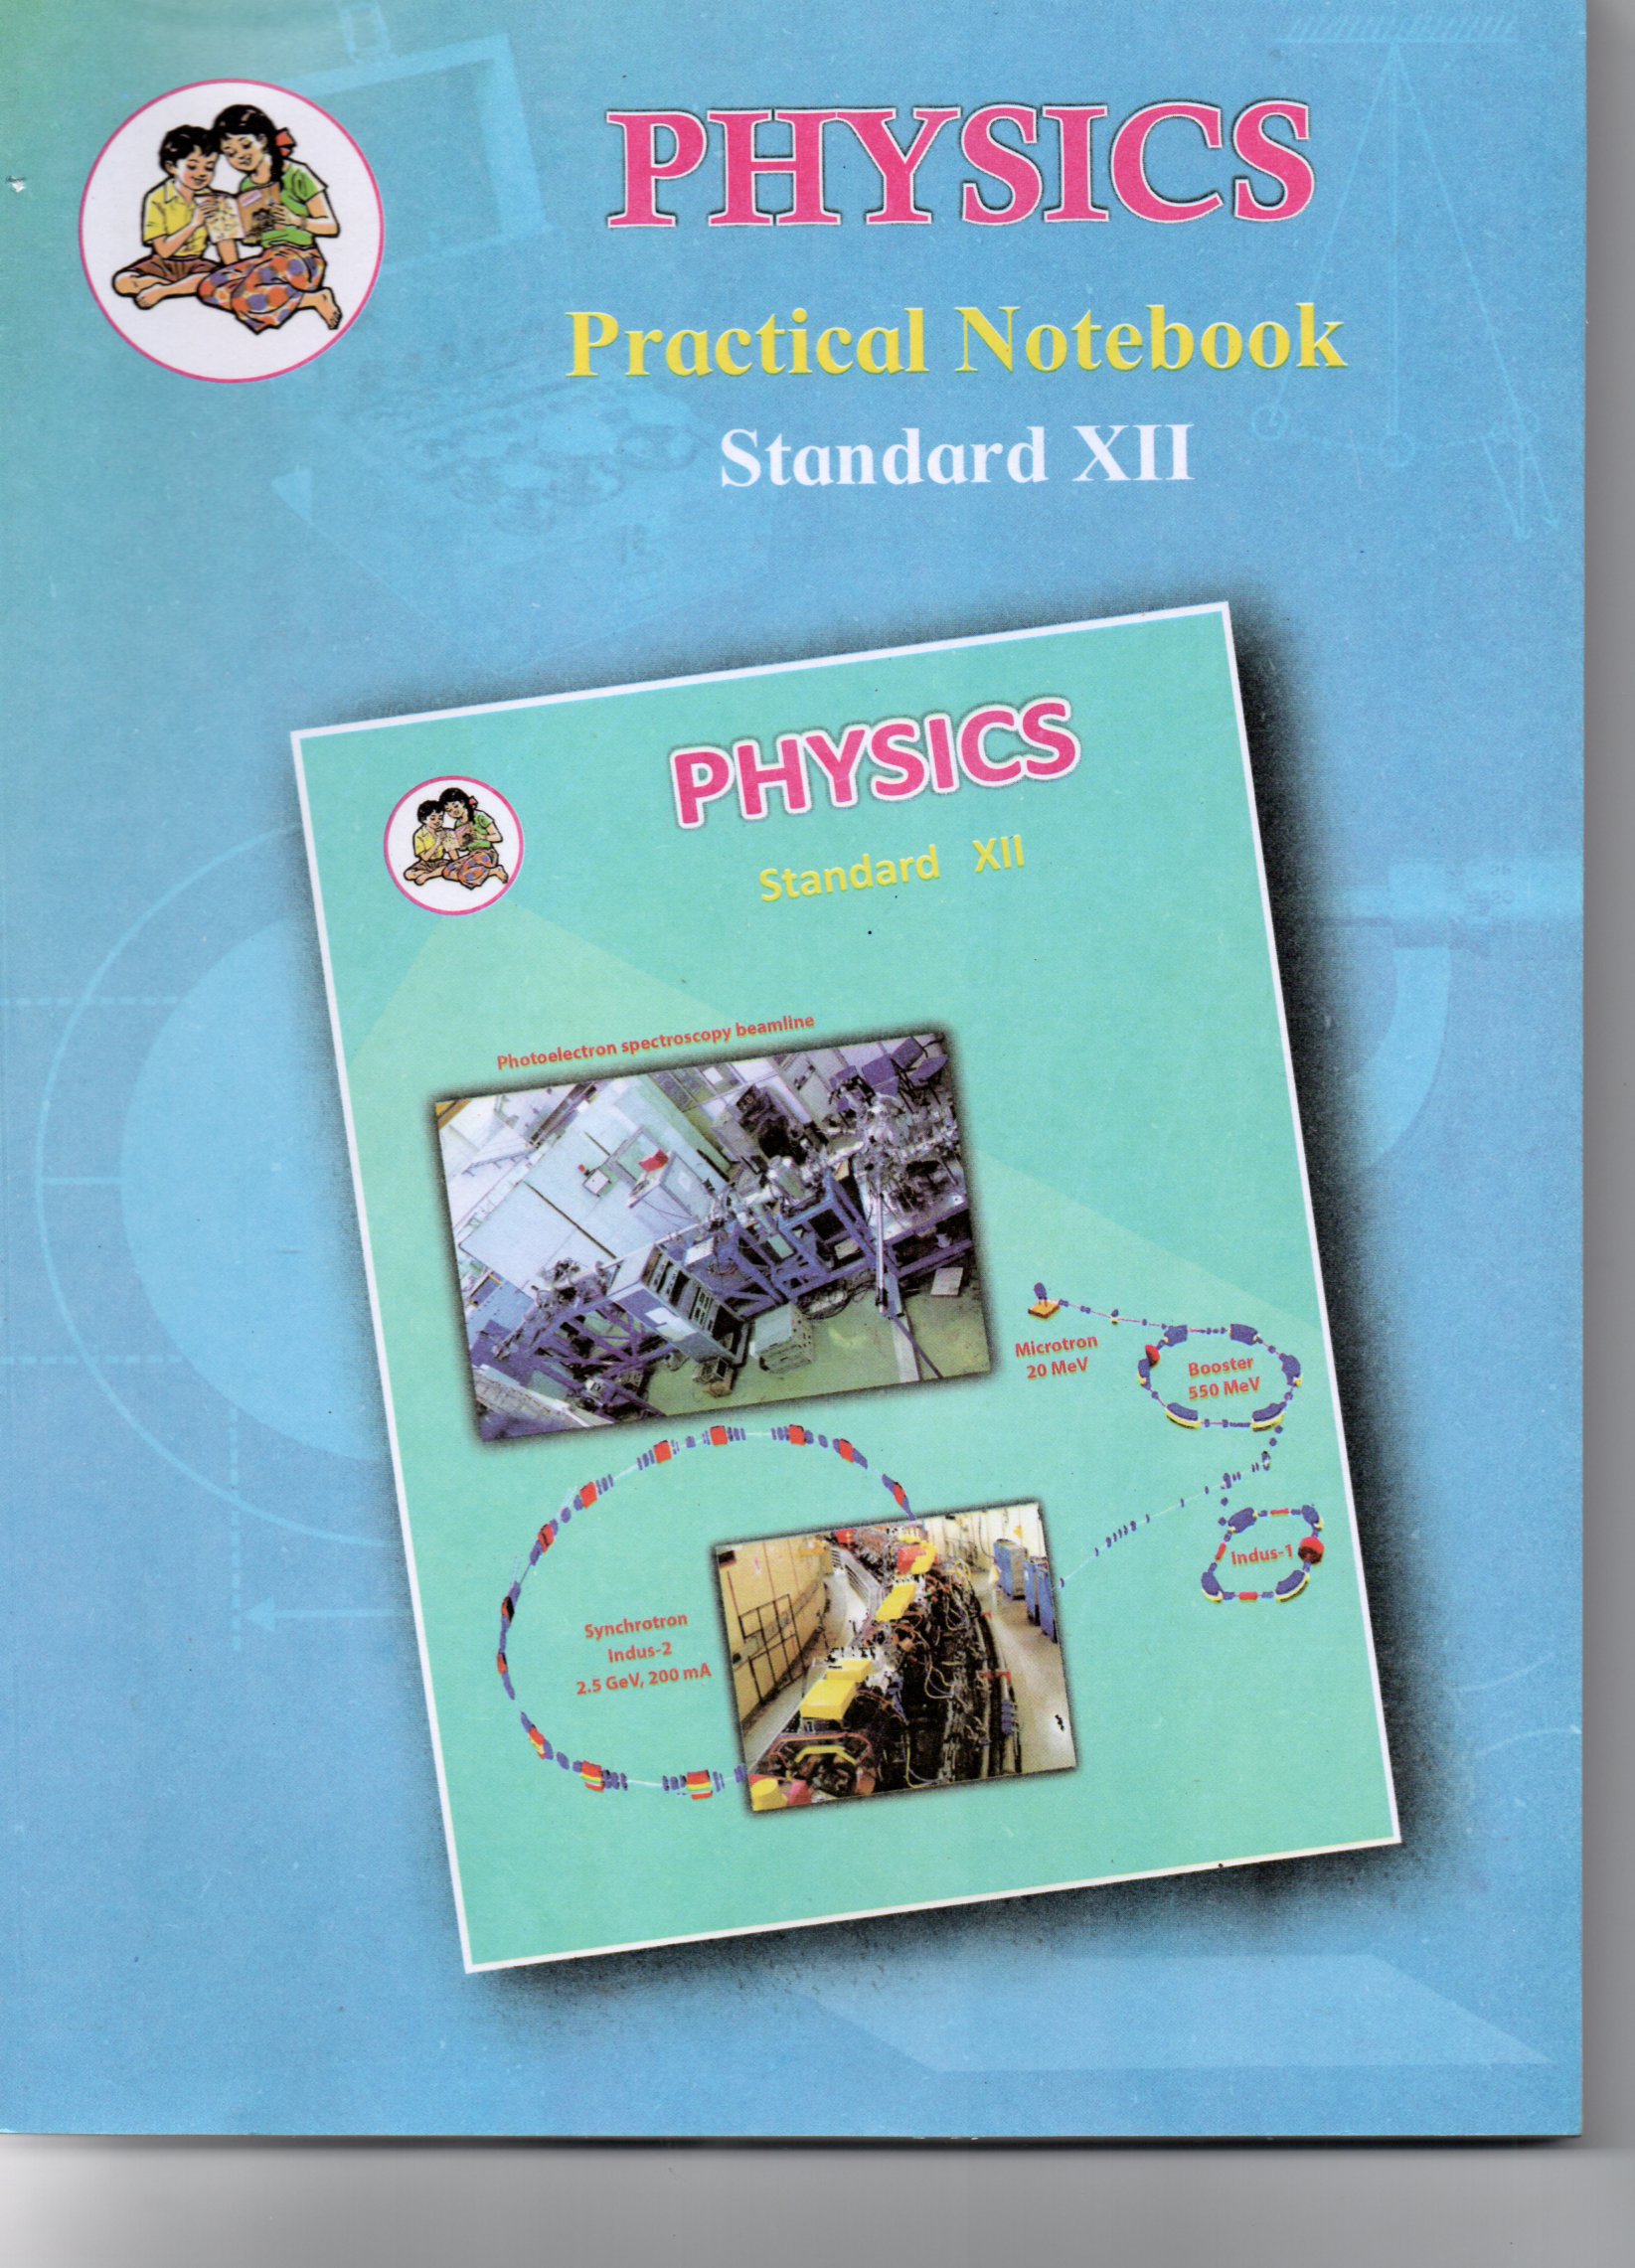 PHYSICS
Practical Notebook
Standard XII
PHYSICS
Standard XII
Photoelectron spectroscopy beamline
Microtron
20 MeV
Booster
550 MeV
Indus-1
Synchrotron
Indus-2
2.5 GeV, 200 mA